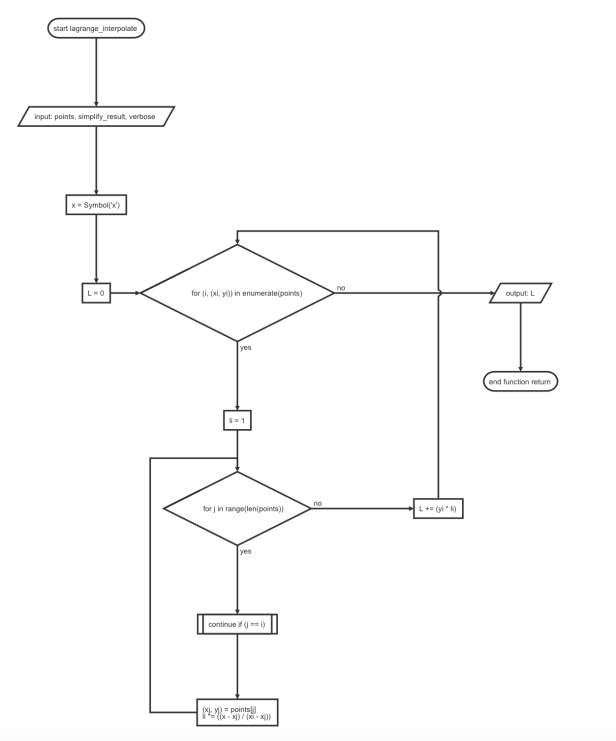 start lagrange_interpolate
input: points, simplify_result, verbose
x = Symbol('x')
L = 0
for (i, (xi, yi)) in enumerate(points)
no
output: L
yes
end function return
li = 1
for j in range(len(points))
no
L += (yi * li)
yes
continue if (j == i)
(xj, yj) = points[j]
li *= ((x - xj) / (xi - xj))